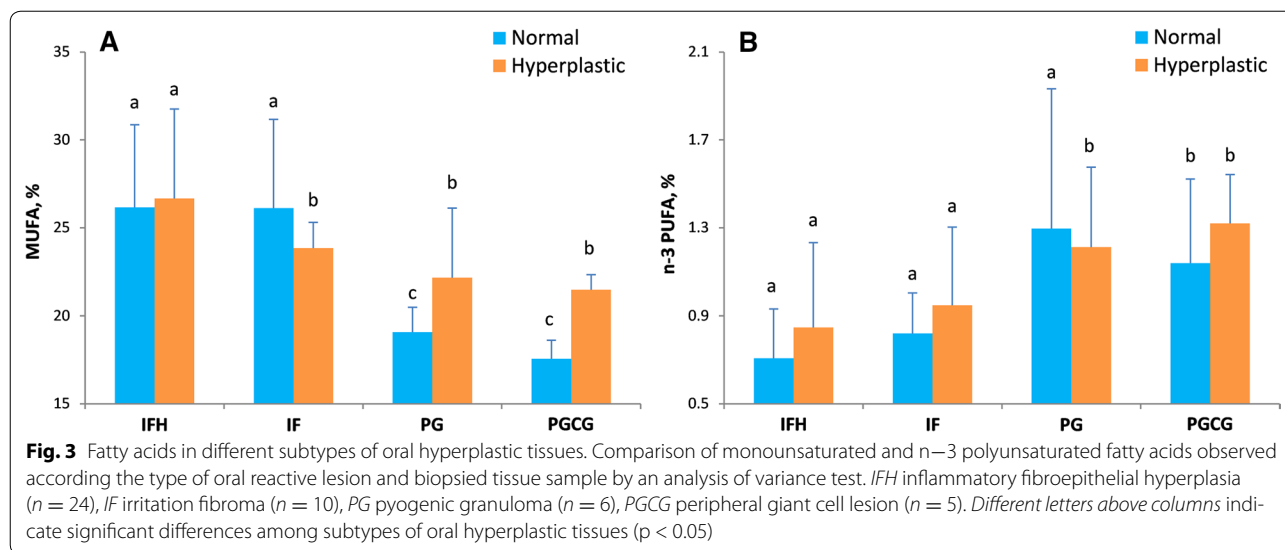 A
Normal
Hyperplastic
MUFA, %
35
30
25
20
15
a a a b c b c b
IFH IF PG PGCG
B
Normal
Hyperplastic
n-3 PUFA, %
2.1
1.7
1.3
0.9
0.5
a a a a a b b b
IFH IF PG PGCG
Fig. 3 Fatty acids in different subtypes of oral hyperplastic tissues. Comparison of monounsaturated and n−3 polyunsaturated fatty acids observed
according the type of oral reactive lesion and biopsied tissue sample by an analysis of variance test. IFH inflammatory fibroepithelial hyperplasia
(n = 24), IF irritation fibroma (n = 10), PG pyogenic granuloma (n = 6), PGCG peripheral giant cell lesion (n = 5). Different letters above columns indi-
cate significant differences among subtypes of oral hyperplastic tissues (p < 0.05)